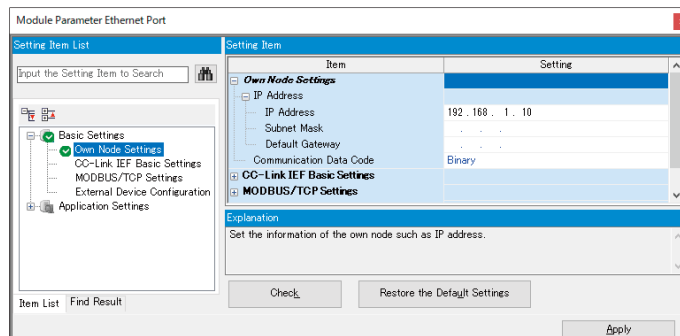 Module Parameter Ethernet Port
Setting Item List
Input the Setting Item to Search
Basic Settings
Own Node Settings
CC-Link IEF Basic Settings
MODBUS/TCP Settings
External Device Configuration
Application Settings
Item List
Find Result
Setting Item
Item
Setting
Own Node Settings
IP Address
IP Address
192 . 168 . 1 . 10
Subnet Mask
. . .
Default Gateway
. . .
Communication Data Code
Binary
CC-Link IEF Basic Settings
MODBUS/TCP Settings
Explanation
Set the information of the own node such as IP address.
Check
Restore the Default Settings
Apply